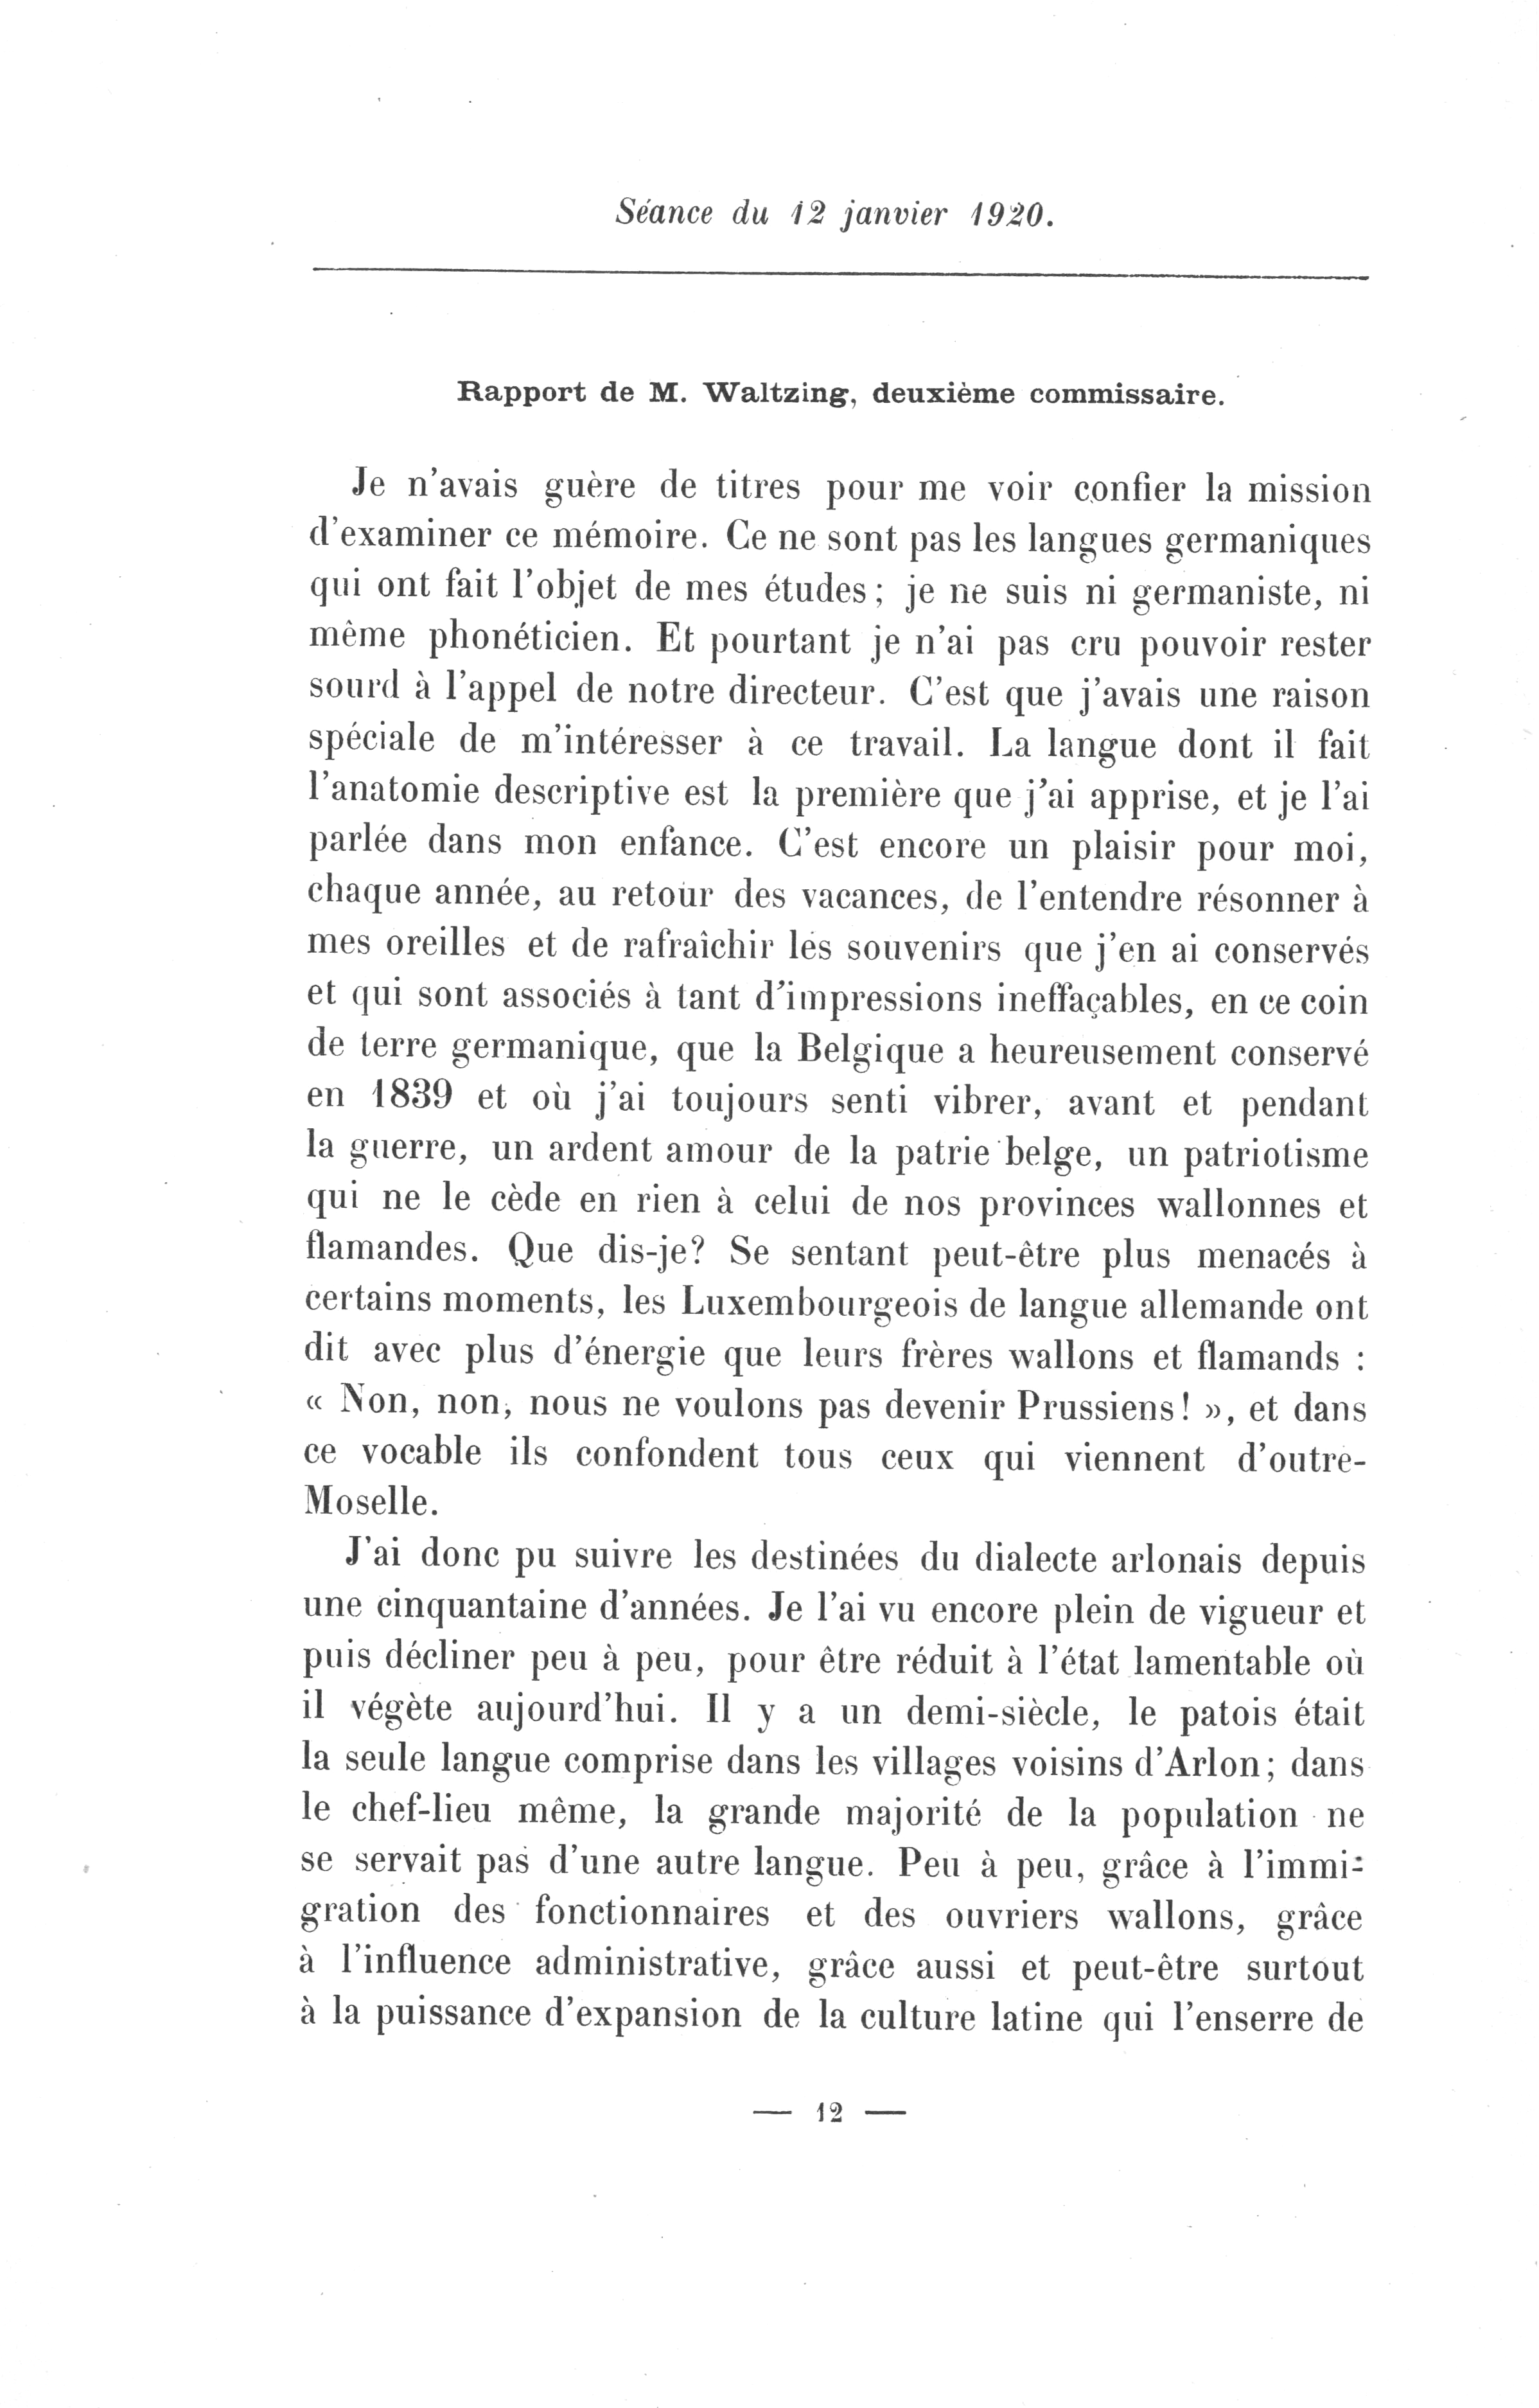 Séance du 12 janvier 1920.
Rapport de M. Waltzing, deuxième commissaire.
Je n'avais guère de titres pour me voir confier la mission
d'examiner ce mémoire. Ce ne sont pas les langues germaniques
qui ont fait l'objet de mes études; je ne suis ni germaniste, ni
même phonéticien. Et pourtant je n'ai pas cru pouvoir rester
sourd à l'appel de notre directeur. C'est que j'avais une raison
spéciale de m'intéresser à ce travail. La langue dont il fait
l'anatomie descriptive est la première que j'ai apprise, et je l'ai
parlée dans mon enfance. C'est encore un plaisir pour moi,
chaque année, au retour des vacances, de l'entendre résonner à
mes oreilles et de rafraîchir les souvenirs que j'en ai conservés
et qui sont associés à tant d'impressions ineffaçables, en ce coin
de terre germanique, que la Belgique a heureusement conservé
en 1839 et où j'ai toujours senti vibrer, avant et pendant
la guerre, un ardent amour de la patrie belge, un patriotisme
qui ne le cède en rien à celui de nos provinces wallonnes et
flamandes. Que dis-je? Se sentant peut-être plus menacés à
certains moments, les Luxembourgeois de langue allemande ont
dit avec plus d'énergie que leurs frères wallons et flamands :
« Non, non, nous ne voulons pas devenir Prussiens! », et dans
ce vocable ils confondent tous ceux qui viennent d'outre-
Moselle.
J'ai donc pu suivre les destinées du dialecte arlonais depuis
une cinquantaine d'années. Je l'ai vu encore plein de vigueur et
puis décliner peu à peu, pour être réduit à l'état lamentable où
il végète aujourd'hui. Il y a un demi-siècle, le patois était
la seule langue comprise dans les villages voisins d'Arlon; dans
le chef-lieu même, la grande majorité de la population ne
se servait pas d'une autre langue. Peu à peu, grâce à l'immi-
gration des fonctionnaires et des ouvriers wallons, grâce
à l'influence administrative, grâce aussi et peut-être surtout
à la puissance d'expansion de la culture latine qui l'enserre de
— 12 —